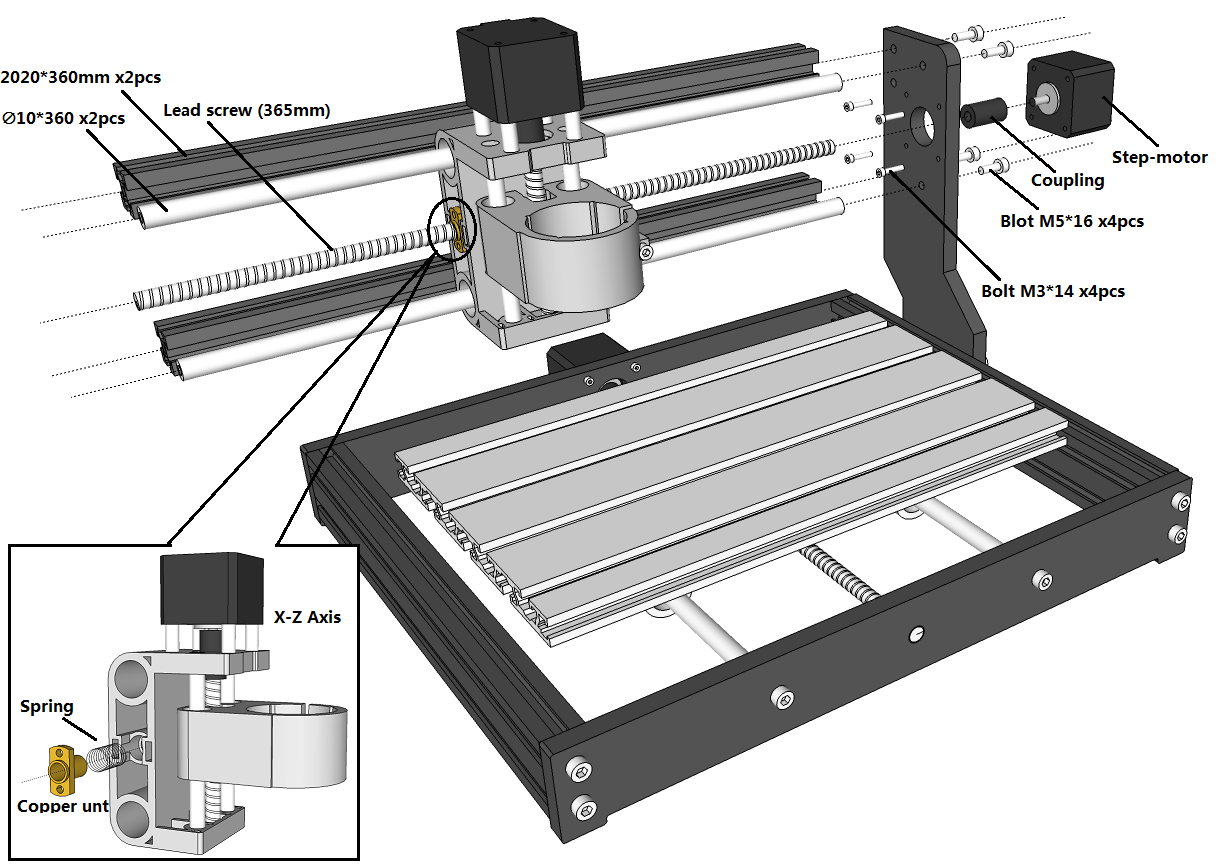 2020*360mm x2pcs
Ø10*360 x2pcs
Lead screw (365mm)
Step-motor
Coupling
Blot M5*16 x4pcs
Bolt M3*14 x4pcs
X-Z Axis
Spring
Copper unt